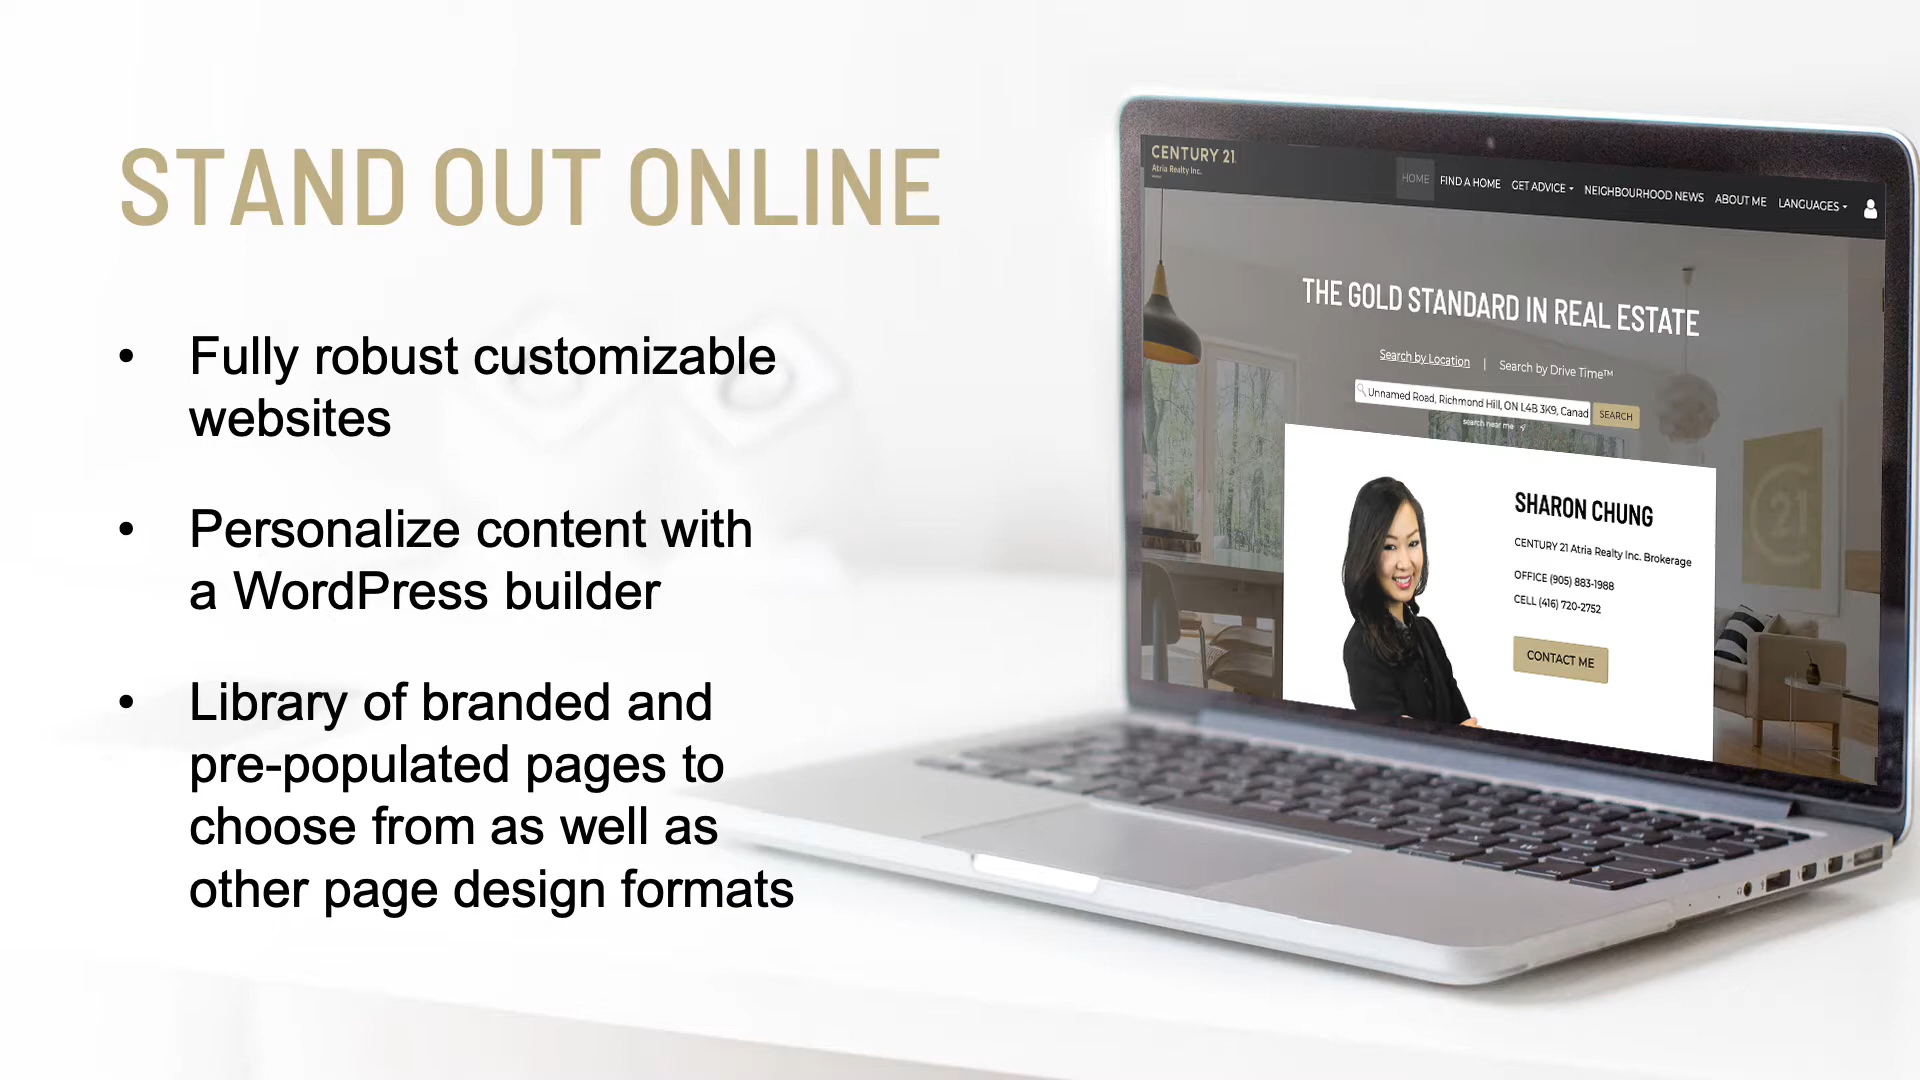 STAND OUT ONLINE
• Fully robust customizable
websites
• Personalize content with
a WordPress builder
• Library of branded and
pre-populated pages to
choose from as well as
other page design formats
CENTURY 21
Atria Realty Inc.
HOME FIND A HOME GET ADVICE NEIGHBOURHOOD NEWS ABOUT ME LANGUAGES
THE GOLD STANDARD IN REAL ESTATE
Search by Location | Search by Drive Time™
Unnamed Road, Richmond Hill, ON L4B 3K9, Canad SEARCH
search near me
C21
SHARON CHUNG
CENTURY 21 Atria Realty Inc. Brokerage
OFFICE (905) 883-1988
CELL (416) 720-2752
CONTACT ME